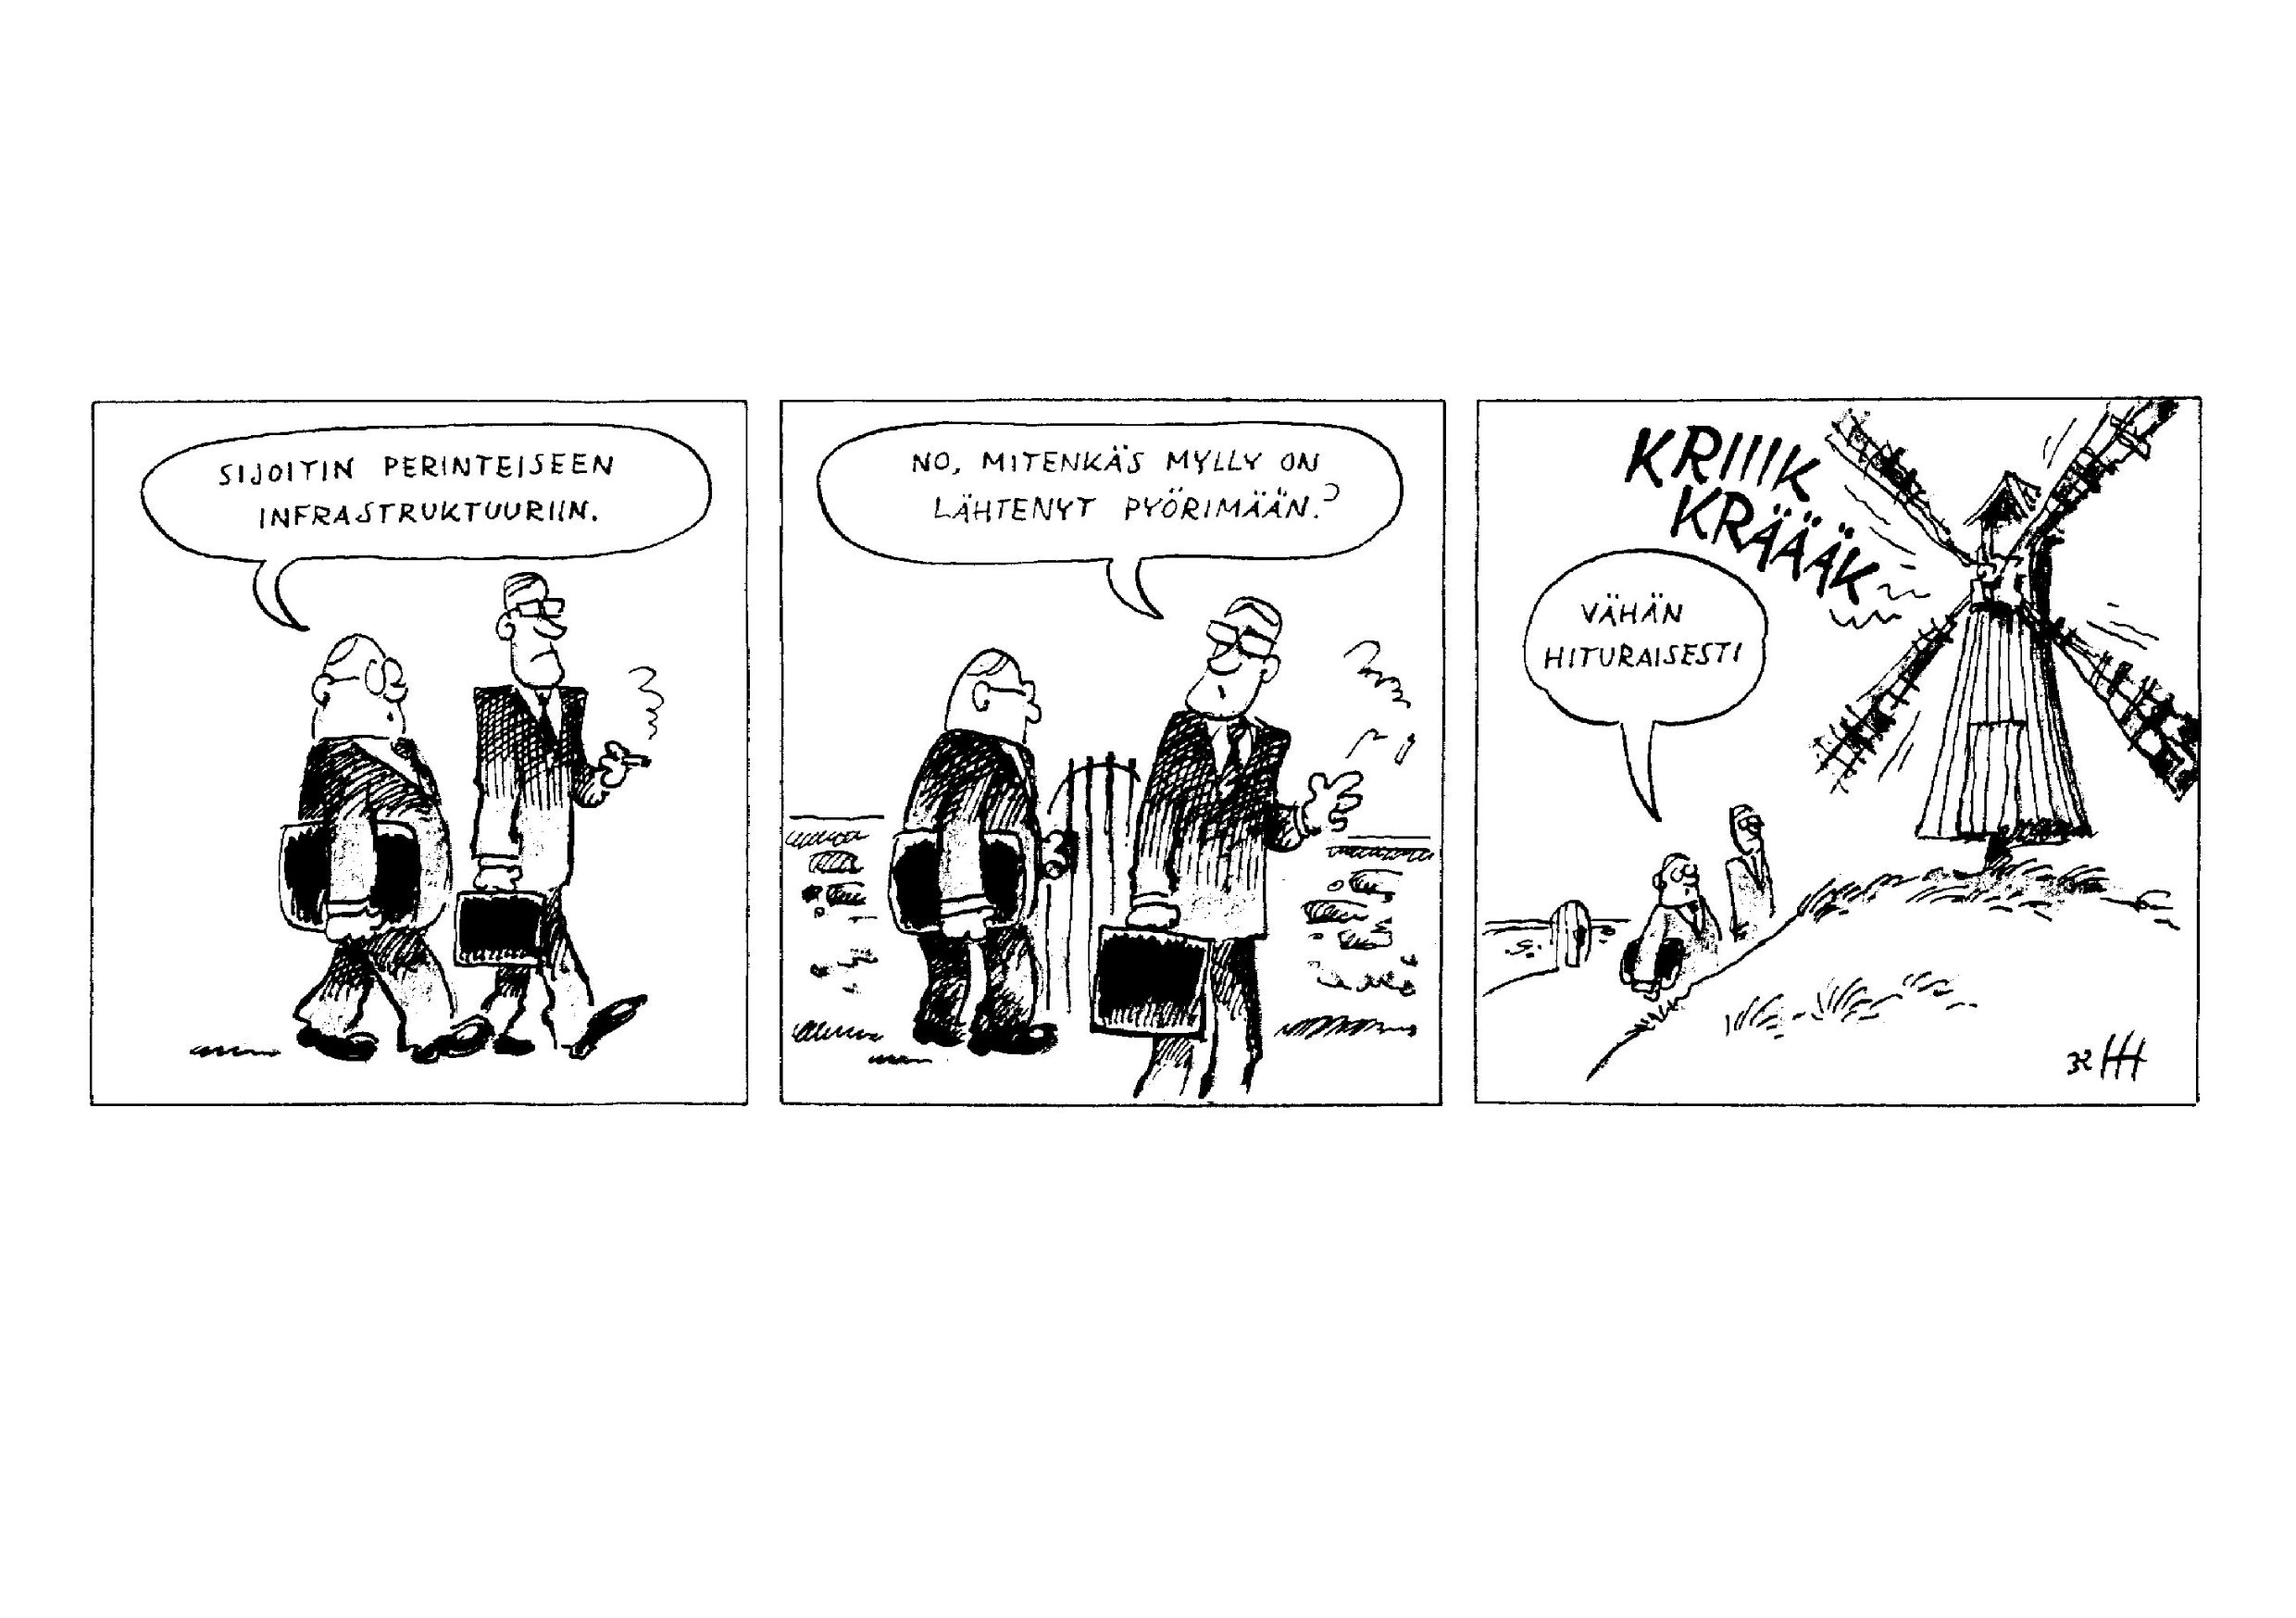 SIJOITIN PERINTEISEEN
INFRASTRUKTUURIIN.
NO, MITENKÄS MYLLY ON
LÄHTENYT PYÖRIMÄÄN?
KRIIIK
KRÄÄÄK
VÄHÄN
HITURAISESTI